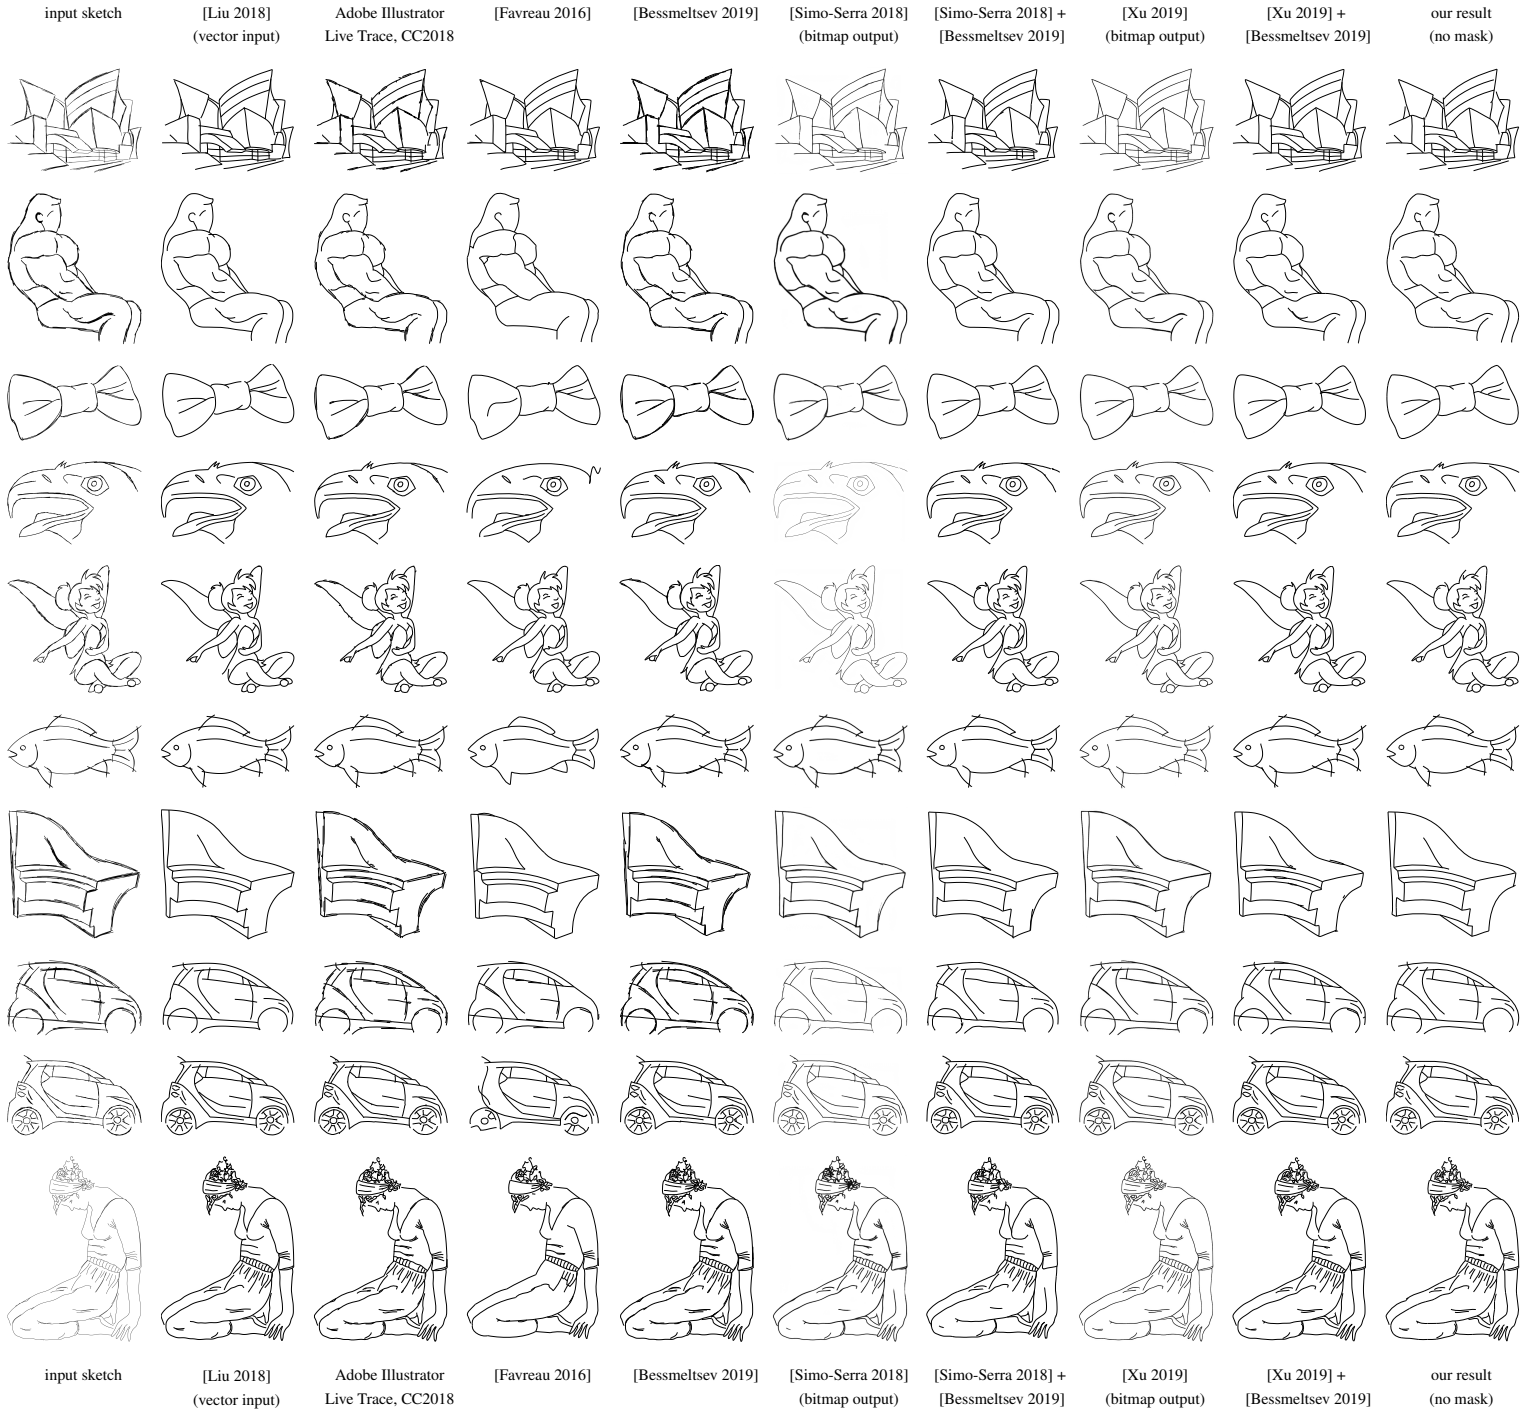 input sketch [Liu 2018] Adobe Illustrator [Favreau 2016] [Bessmeltsev 2019] [Simo-Serra 2018] [Simo-Serra 2018] + [Xu 2019] [Xu 2019] + our result
(vector input) Live Trace, CC2018 (bitmap output) [Bessmeltsev 2019] (bitmap output) [Bessmeltsev 2019] (no mask)
input sketch [Liu 2018] Adobe Illustrator [Favreau 2016] [Bessmeltsev 2019] [Simo-Serra 2018] [Simo-Serra 2018] + [Xu 2019] [Xu 2019] + our result
(vector input) Live Trace, CC2018 (bitmap output) [Bessmeltsev 2019] (bitmap output) [Bessmeltsev 2019] (no mask)